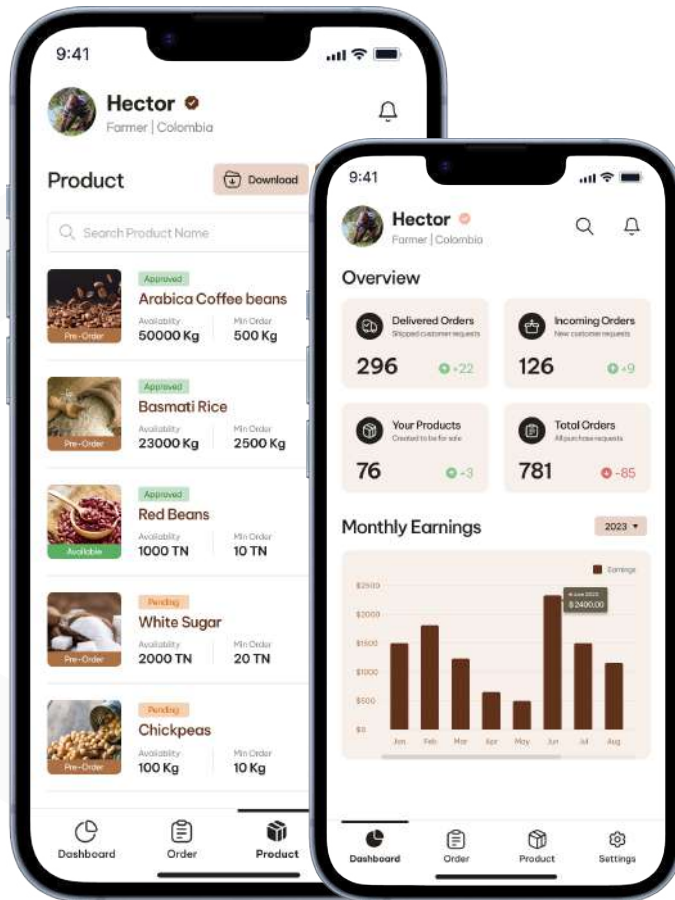 9:41
Hector
Farmer | Colombia
Product
Download
Search Product Name
Approved
Arabica Coffee beans
Availablity Min Order
50000 Kg 500 Kg
Pre-Order
Approved
Basmati Rice
Availablity Min Order
23000 Kg 2500 Kg
Pre-Order
Approved
Red Beans
Availablity Min Order
1000 TN 10 TN
Available
Pending
White Sugar
Availablity Min Order
2000 TN 20 TN
Pre-Order
Pending
Chickpeas
Availablity Min Order
100 Kg 10 Kg
Pre-Order
Dashboard Order Product
9:41
Hector
Farmer | Colombia
Overview
Delivered Orders
Shipped customer requests
296 +22
Incoming Orders
New customer requests
126 +9
Your Products
Created to be for sale
76 +3
Total Orders
All purchase requests
781 -85
Monthly Earnings 2023
Earnings
$2500
$2000
$1500
$1000
$500
$0
2023
$2400.00
Jan Feb Mar Apr May Jun Jul Aug
Dashboard Order Product Settings